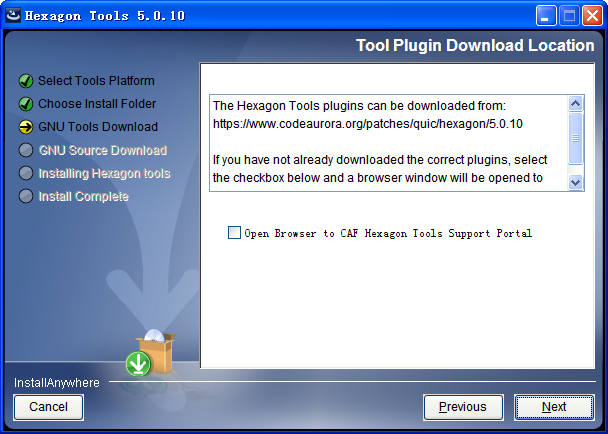 Hexagon Tools 5.0.10
Tool Plugin Download Location
Select Tools Platform
Choose Install Folder
GNU Tools Download
GNU Source Download
Installing Hexagon tools
Install Complete
The Hexagon Tools plugins can be downloaded from:
https://www.codeaurora.org/patches/quic/hexagon/5.0.10
If you have not already downloaded the correct plugins, select
the checkbox below and a browser window will be opened to
Open Browser to CAF Hexagon Tools Support Portal
InstallAnywhere
Cancel
Previous
Next